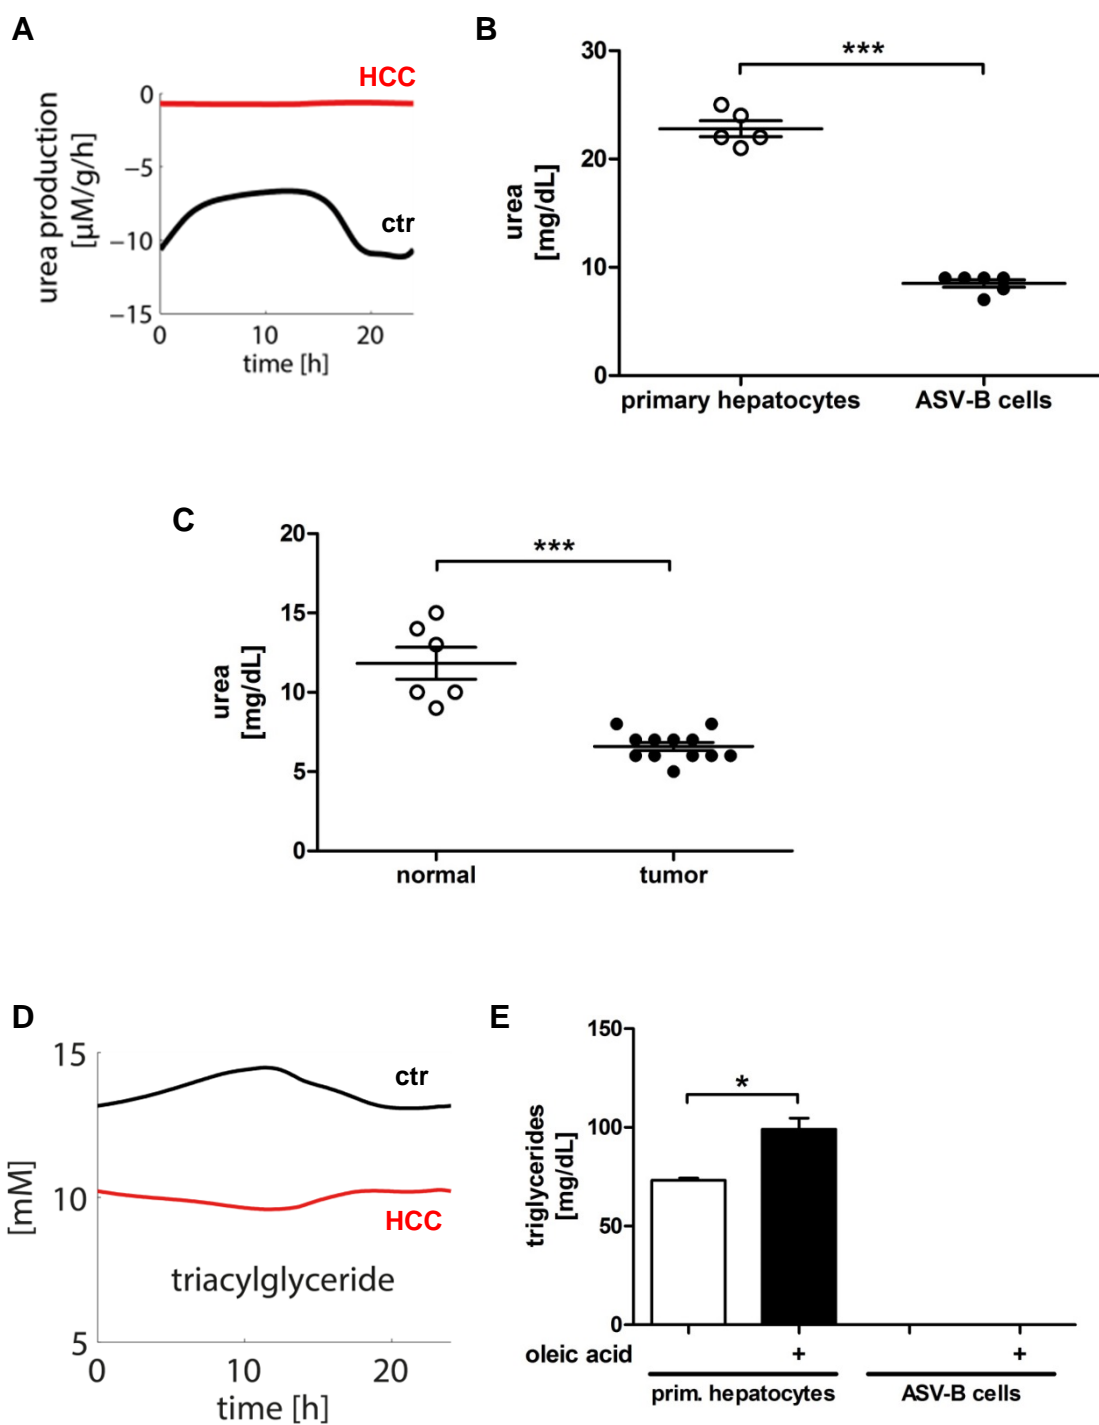 A
HCC
0
−5
−10
−15
urea production
[µM/g/h]
ctr
0 10 20
time [h]
B
***
30
20
10
0
urea
[mg/dL]
primary hepatocytes ASV-B cells
C
***
20
15
10
5
0
urea
[mg/dL]
normal tumor
D
15
10
5
[mM]
ctr
HCC
triacylglyceride
0 10 20
time [h]
E
150
100
50
0
triglycerides
[mg/dL]
*
oleic acid + +
prim. hepatocytes ASV-B cells